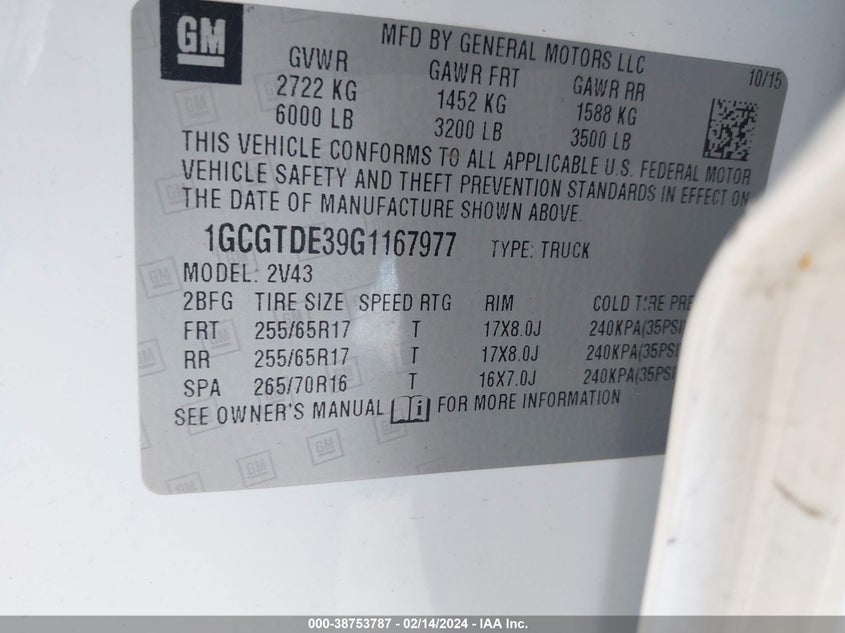 GM
MFD BY GENERAL MOTORS LLC
10/15
GVWR GAWR FRT GAWR RR
2722 KG 1452 KG 1588 KG
6000 LB 3200 LB 3500 LB
THIS VEHICLE CONFORMS TO ALL APPLICABLE U.S. FEDERAL MOTOR
VEHICLE SAFETY AND THEFT PREVENTION STANDARDS IN EFFECT ON
THE DATE OF MANUFACTURE SHOWN ABOVE.
1GCGTDE39G1167977 TYPE: TRUCK
MODEL: 2V43
2BFG TIRE SIZE SPEED RTG RIM COLD TIRE PRE
FRT 255/65R17 T 17X8.0J 240KPA(35PSI
RR 255/65R17 T 17X8.0J 240KPA(35PSI
SPA 265/70R16 T 16X7.0J 240KPA(35PSI
SEE OWNER'S MANUAL i FOR MORE INFORMATION
000-38753787 - 02/14/2024 - IAA Inc.